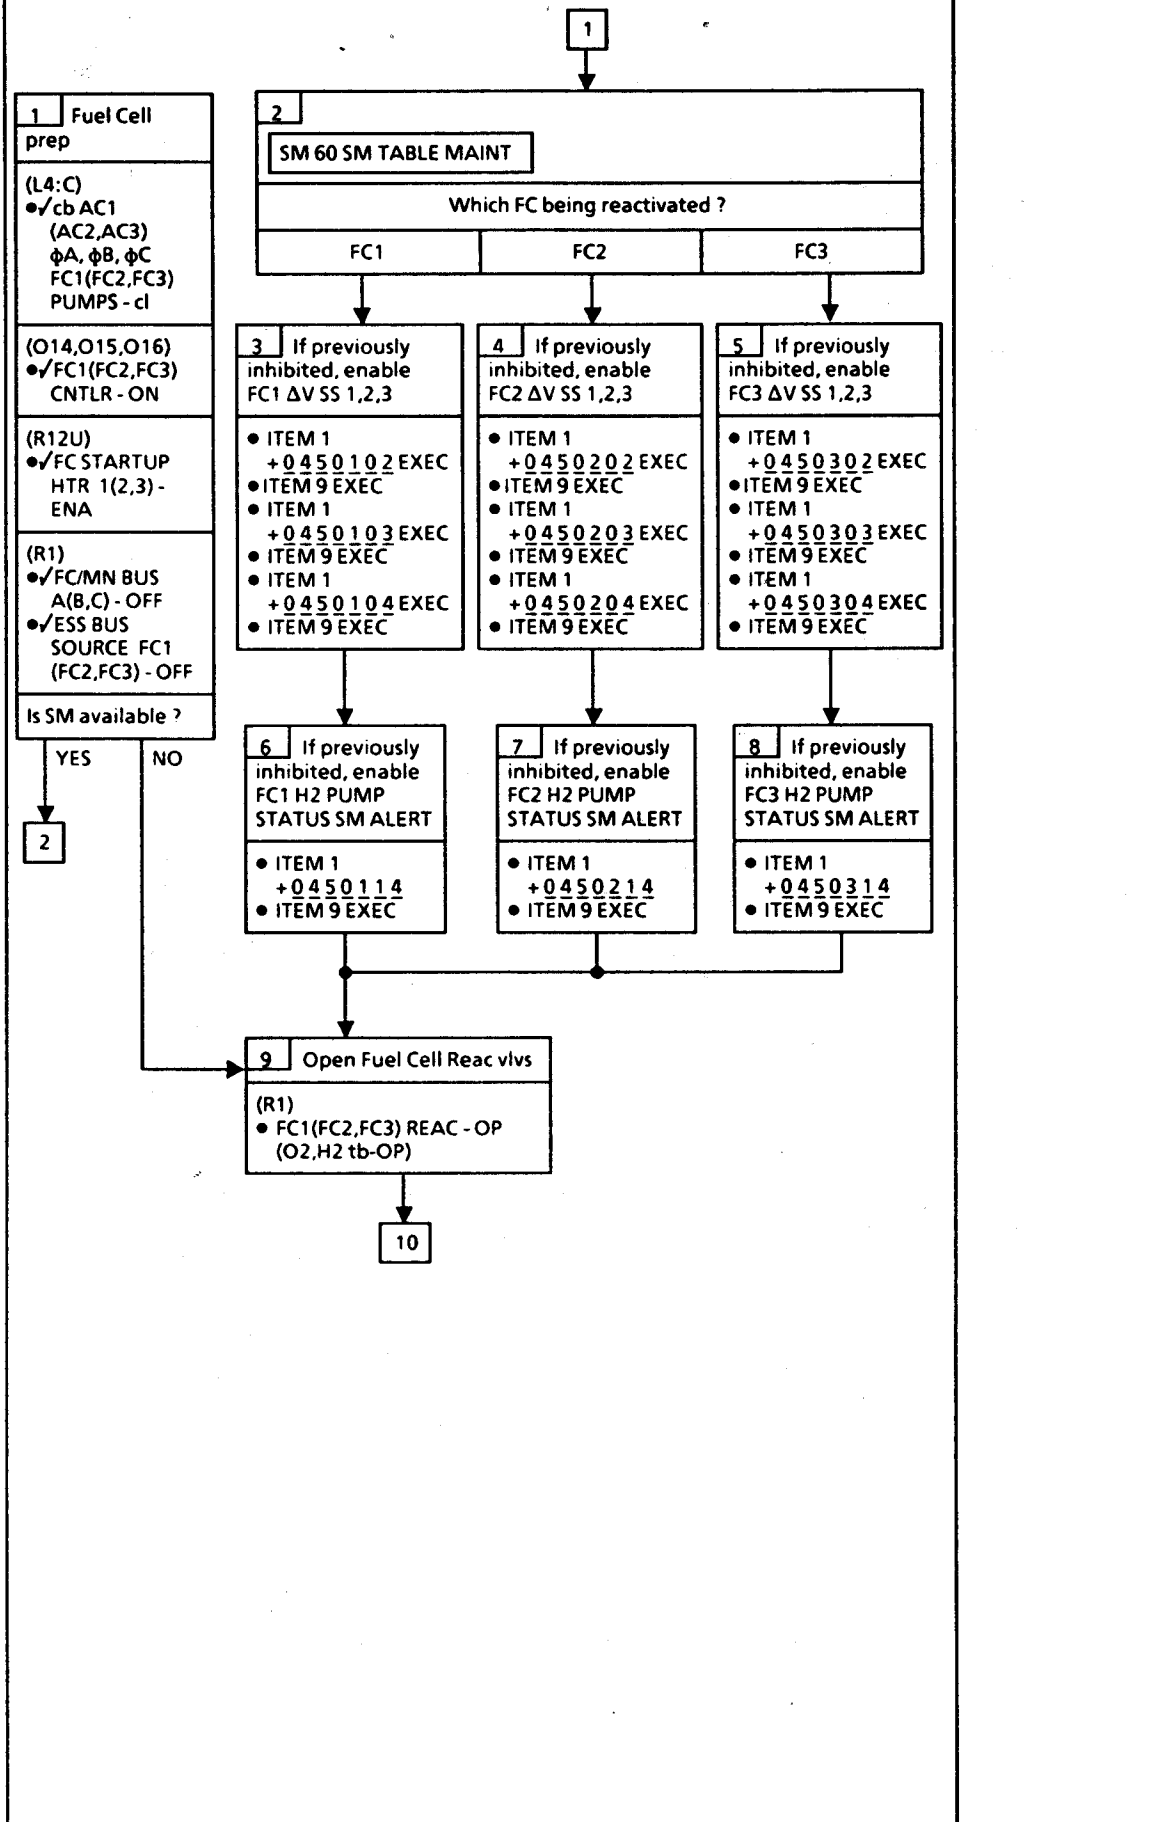 1
1 Fuel Cell
prep
(L4:C)
●✓cb AC1
(AC2,AC3)
ϕA, ϕB, ϕC
FC1(FC2,FC3)
PUMPS - cl
(O14,O15,O16)
●✓FC1(FC2,FC3)
CNTLR - ON
(R12U)
●✓FC STARTUP
HTR 1(2,3) -
ENA
(R1)
●✓FC/MN BUS
A(B,C) - OFF
●✓ESS BUS
SOURCE FC1
(FC2,FC3) - OFF
Is SM available ?
YES
NO
2
2
SM 60 SM TABLE MAINT
Which FC being reactivated ?
FC1
FC2
FC3
3 If previously
inhibited, enable
FC1 ΔV SS 1,2,3
● ITEM 1
+0450102 EXEC
● ITEM 9 EXEC
● ITEM 1
+0450103 EXEC
● ITEM 9 EXEC
● ITEM 1
+0450104 EXEC
● ITEM 9 EXEC
4 If previously
inhibited, enable
FC2 ΔV SS 1,2,3
● ITEM 1
+0450202 EXEC
● ITEM 9 EXEC
● ITEM 1
+0450203 EXEC
● ITEM 9 EXEC
● ITEM 1
+0450204 EXEC
● ITEM 9 EXEC
5 If previously
inhibited, enable
FC3 ΔV SS 1,2,3
● ITEM 1
+0450302 EXEC
● ITEM 9 EXEC
● ITEM 1
+0450303 EXEC
● ITEM 9 EXEC
● ITEM 1
+0450304 EXEC
● ITEM 9 EXEC
6 If previously
inhibited, enable
FC1 H2 PUMP
STATUS SM ALERT
● ITEM 1
+0450114
● ITEM 9 EXEC
7 If previously
inhibited, enable
FC2 H2 PUMP
STATUS SM ALERT
● ITEM 1
+0450214
● ITEM 9 EXEC
8 If previously
inhibited, enable
FC3 H2 PUMP
STATUS SM ALERT
● ITEM 1
+0450314
● ITEM 9 EXEC
9 Open Fuel Cell Reac vlvs
(R1)
● FC1(FC2,FC3) REAC - OP
(O2,H2 tb-OP)
10